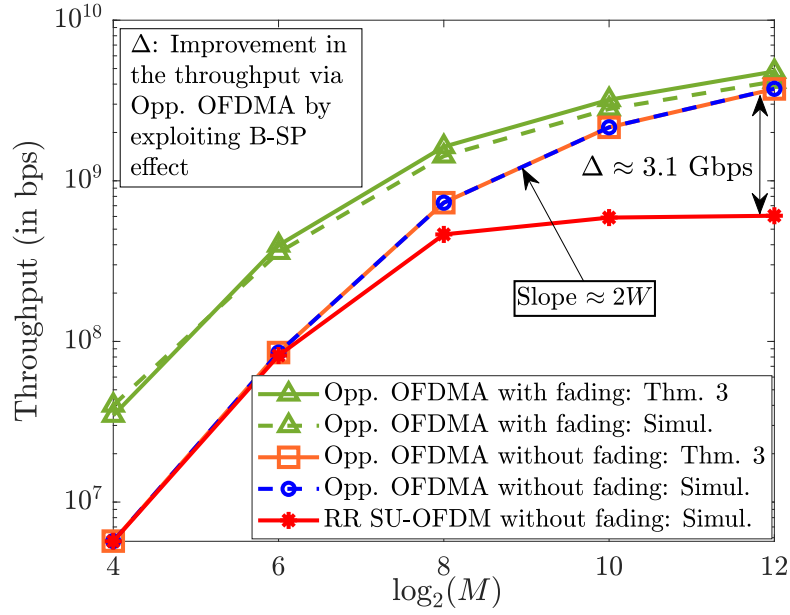 10^10
Δ: Improvement in
the throughput via
Opp. OFDMA by
exploiting B-SP
effect
10^9
Δ ≈ 3.1 Gbps
Slope ≈ 2W
10^8
Throughput (in bps)
Opp. OFDMA with fading: Thm. 3
Opp. OFDMA with fading: Simul.
Opp. OFDMA without fading: Thm. 3
Opp. OFDMA without fading: Simul.
RR SU-OFDM without fading: Simul.
10^7
4 6 8 10 12
log₂(M)